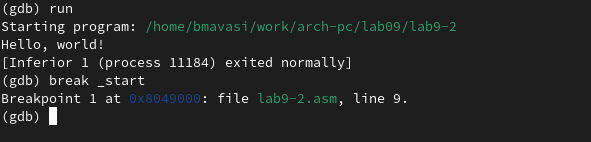 (gdb) run
Starting program: /home/bmavasi/work/arch-pc/lab09/lab9-2
Hello, world!
[Inferior 1 (process 11184) exited normally]
(gdb) break _start
Breakpoint 1 at 0x8049000: file lab9-2.asm, line 9.
(gdb)